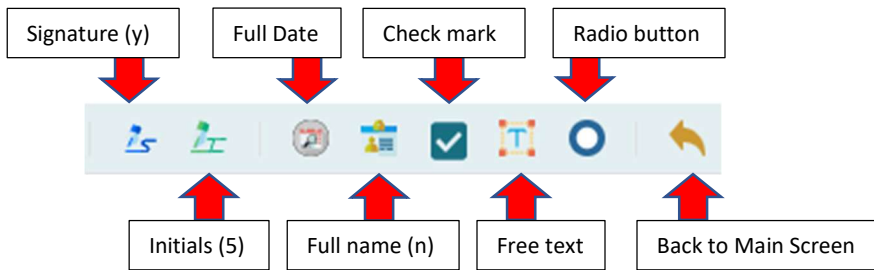 Signature (y)
Full Date
Check mark
Radio button
S
I
T
Initials (5)
Full name (n)
Free text
Back to Main Screen